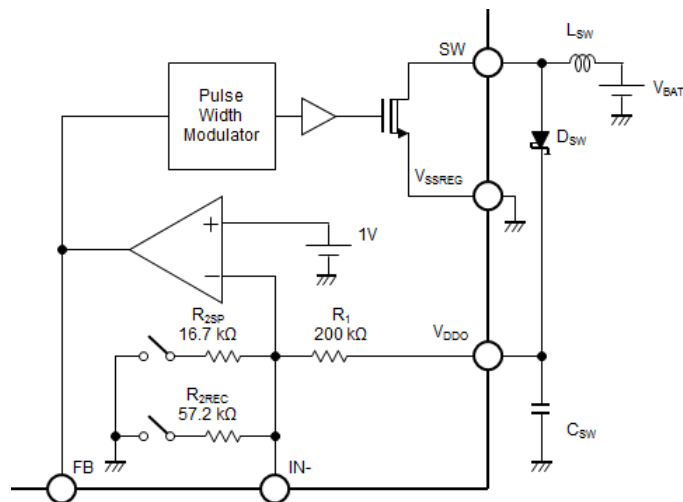 SW
L_SW
Pulse
Width
Modulator
V_BAT
D_SW
V_SSREG
+
1V
−
R_2SP
16.7 kΩ
R_1
200 kΩ
V_DDO
R_2REC
57.2 kΩ
C_SW
FB
IN-